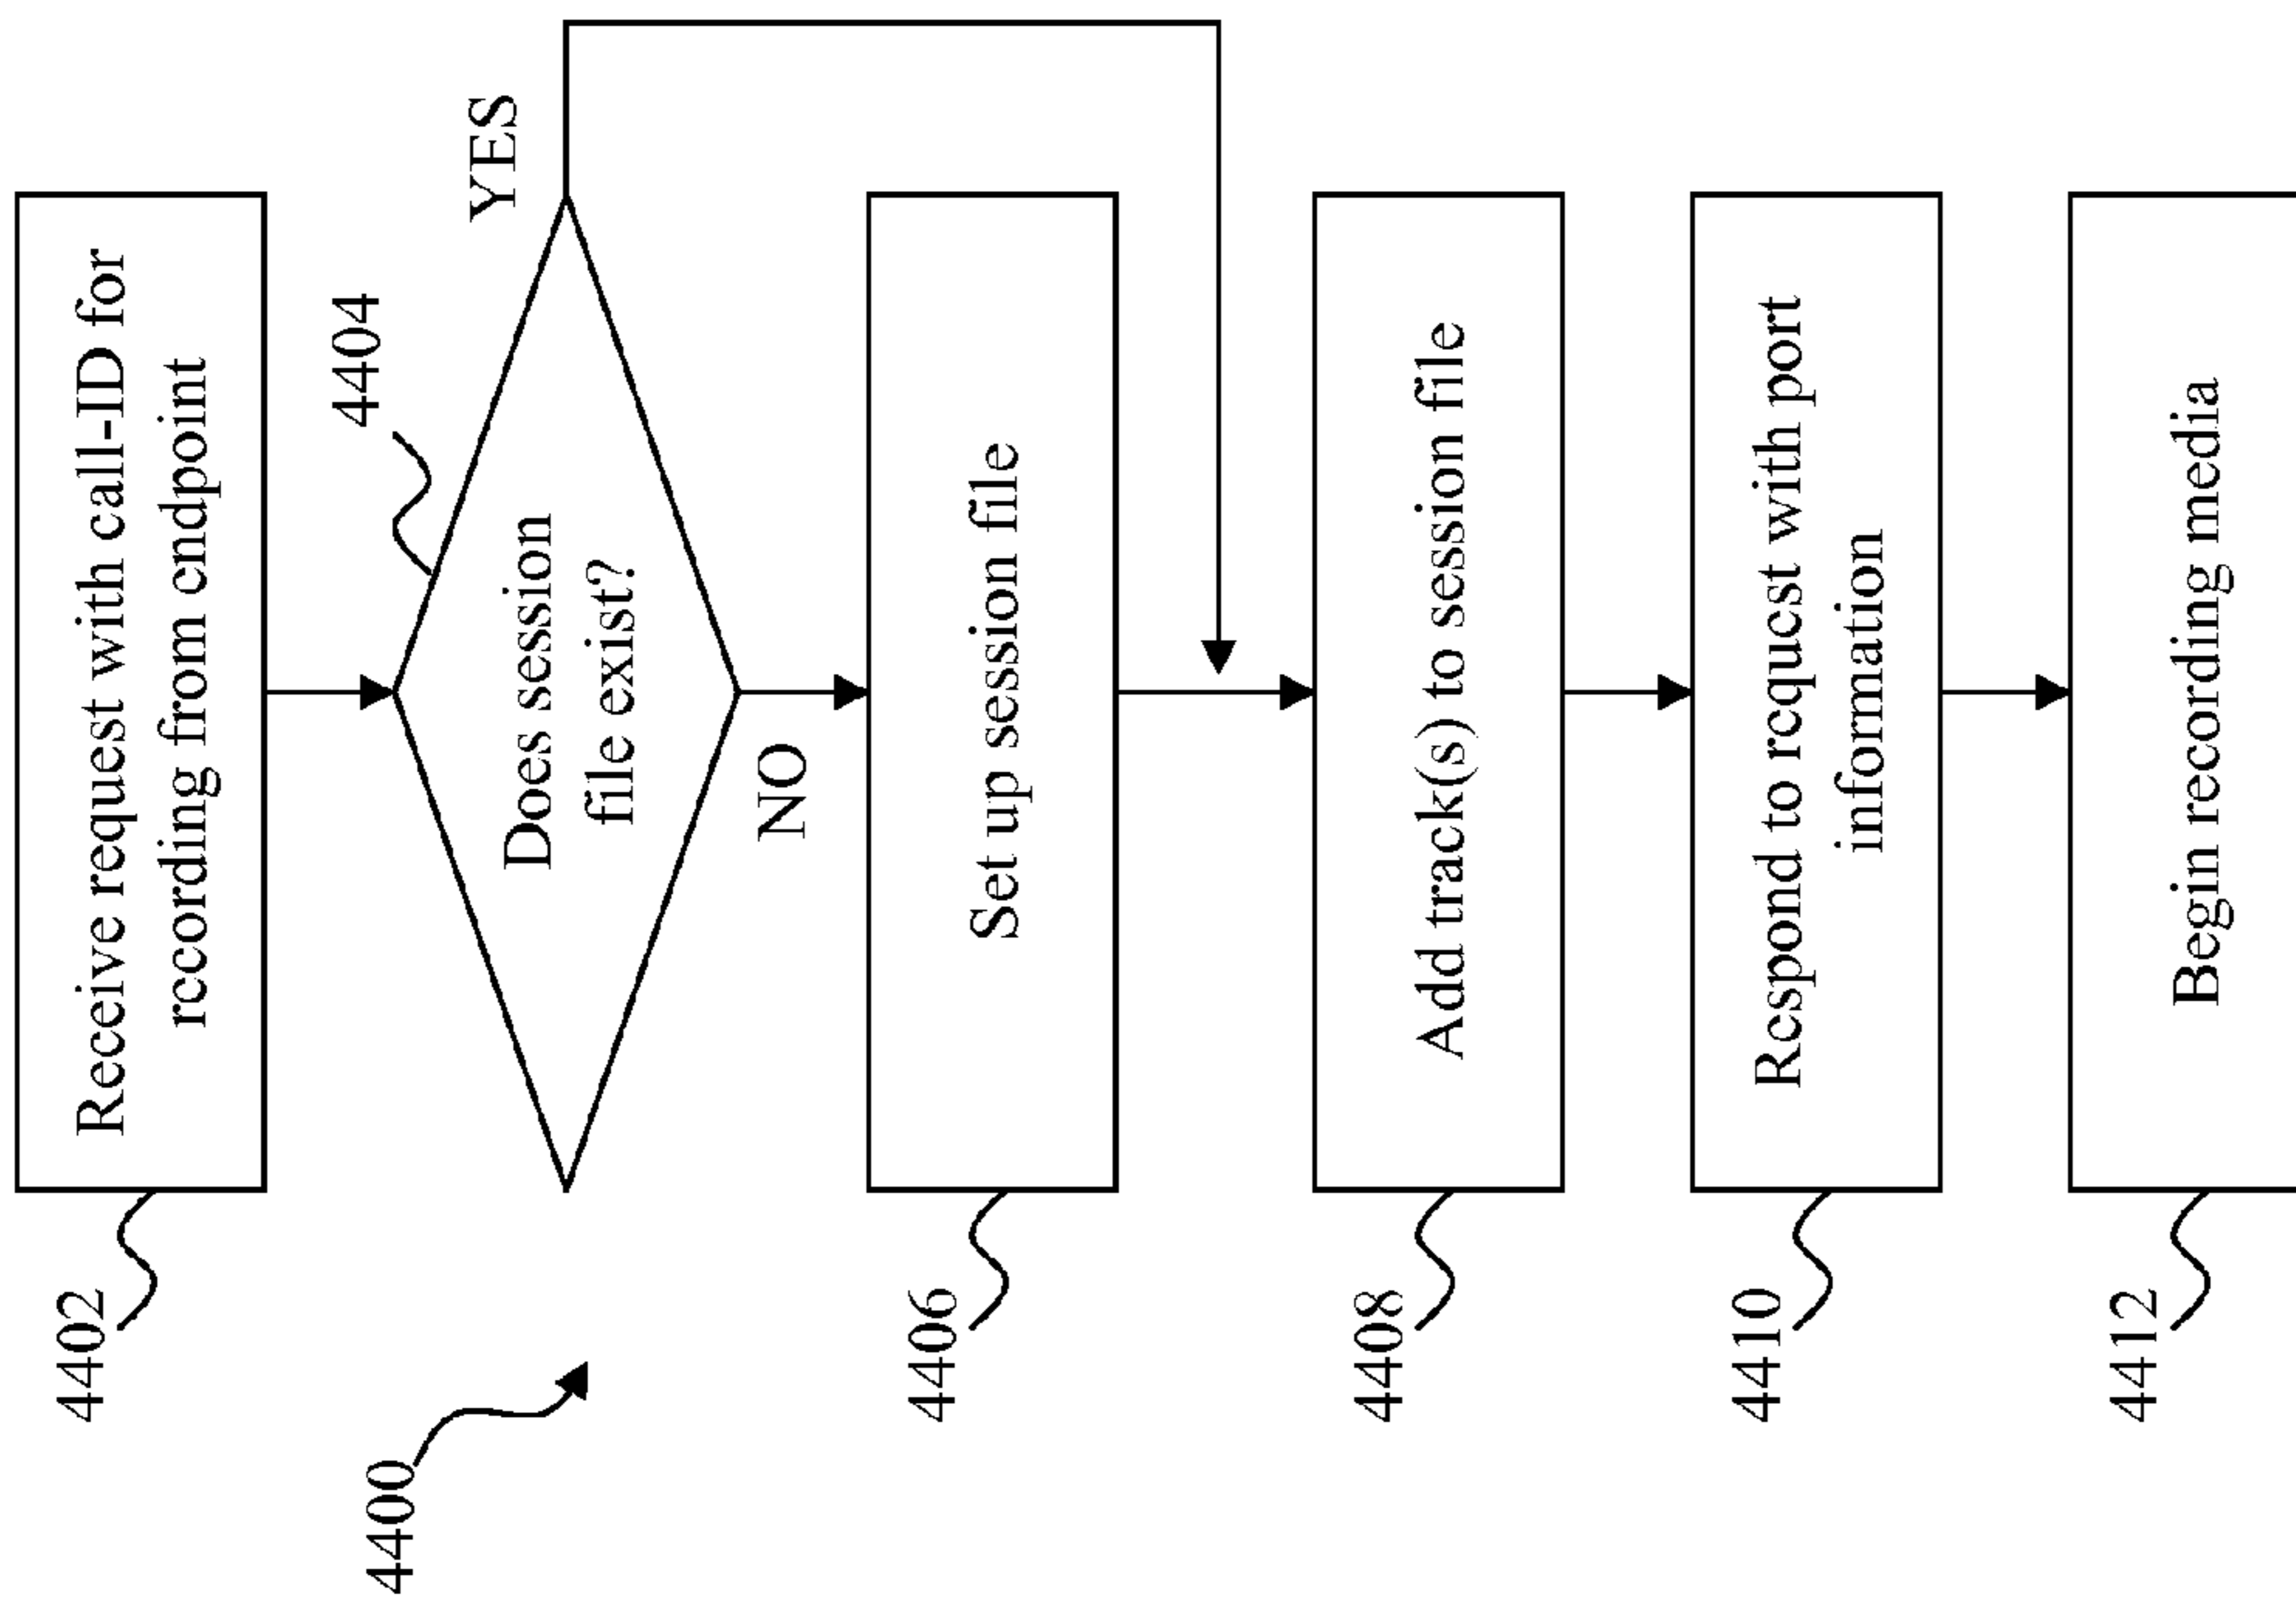 4400
4402
Receive request with call-ID for
recording from endpoint
4404
Does session
file exist?
YES
NO
4406
Set up session file
4408
Add track(s) to session file
4410
Respond to request with port
information
4412
Begin recording media